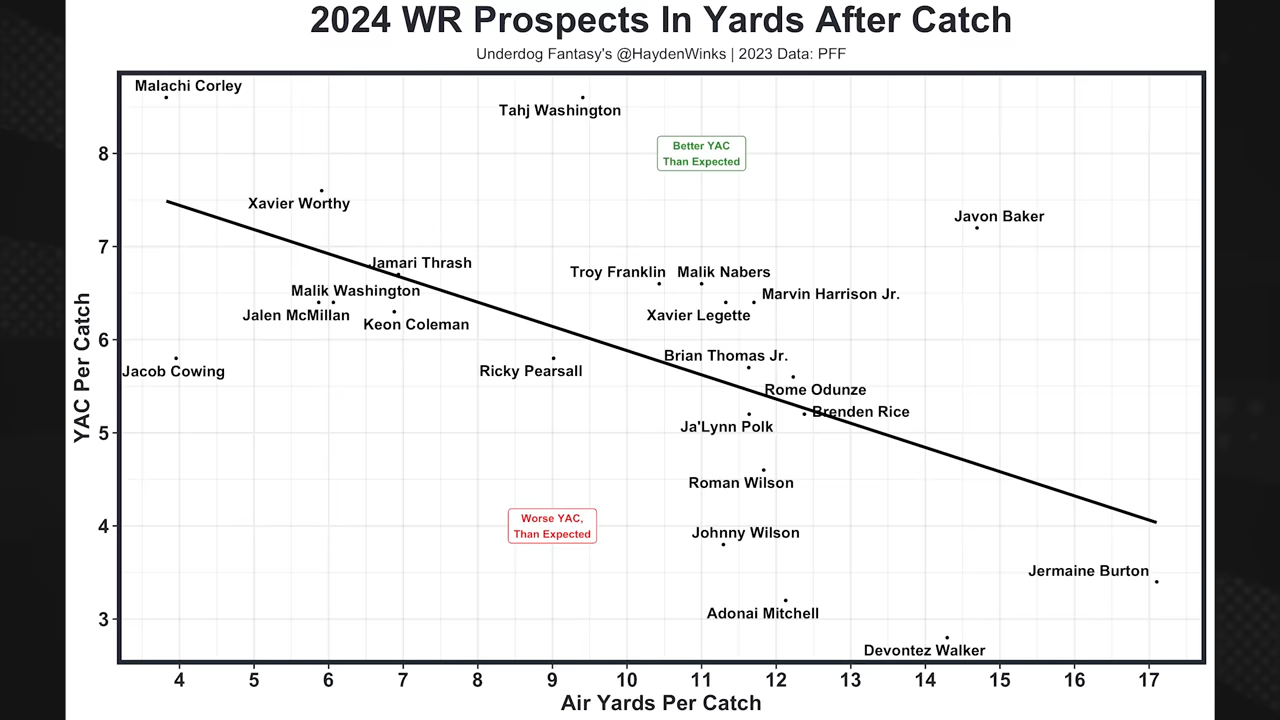 2024 WR Prospects In Yards After Catch
Underdog Fantasy's @HaydenWinks | 2023 Data: PFF
Malachi Corley
Tahj Washington
Better YAC
Than Expected
Xavier Worthy
Javon Baker
Jamari Thrash
Troy Franklin
Malik Nabers
Malik Washington
Marvin Harrison Jr.
Jalen McMillan
Xavier Legette
Keon Coleman
Brian Thomas Jr.
Jacob Cowing
Ricky Pearsall
Rome Odunze
Brenden Rice
Ja'Lynn Polk
Roman Wilson
Worse YAC,
Than Expected
Johnny Wilson
Jermaine Burton
Adonai Mitchell
Devontez Walker
8
7
6
5
4
3
YAC Per Catch
4 5 6 7 8 9 10 11 12 13 14 15 16 17
Air Yards Per Catch